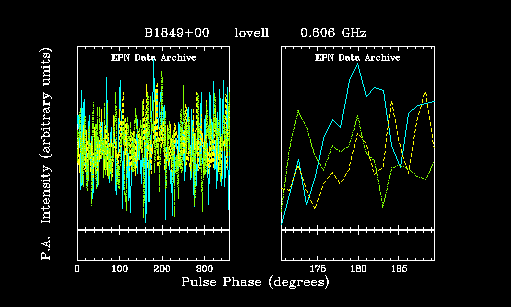 B1849+00 lovell 0.606 GHz
EPN Data Archive
EPN Data Archive
P.A. Intensity (arbitrary units)
0 100 200 300
175 180 185
Pulse Phase (degrees)